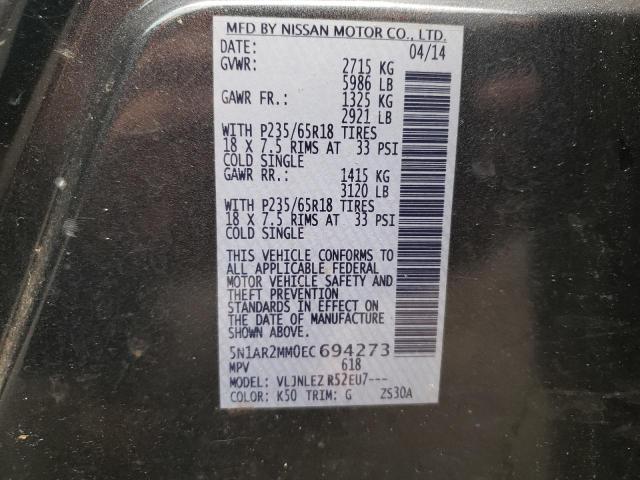 MFD BY NISSAN MOTOR CO., LTD.
DATE: 04/14
GVWR: 2715 KG
5986 LB
GAWR FR.: 1325 KG
2921 LB
WITH P235/65R18 TIRES
18 X 7.5 RIMS AT 33 PSI
COLD SINGLE
GAWR RR.: 1415 KG
3120 LB
WITH P235/65R18 TIRES
18 X 7.5 RIMS AT 33 PSI
COLD SINGLE
THIS VEHICLE CONFORMS TO
ALL APPLICABLE FEDERAL
MOTOR VEHICLE SAFETY AND
THEFT PREVENTION
STANDARDS IN EFFECT ON
THE DATE OF MANUFACTURE
SHOWN ABOVE.
5N1AR2MM0EC694273
MPV 618
MODEL: VLJNLEZ R52EU7---
COLOR: K50 TRIM: G ZS30A